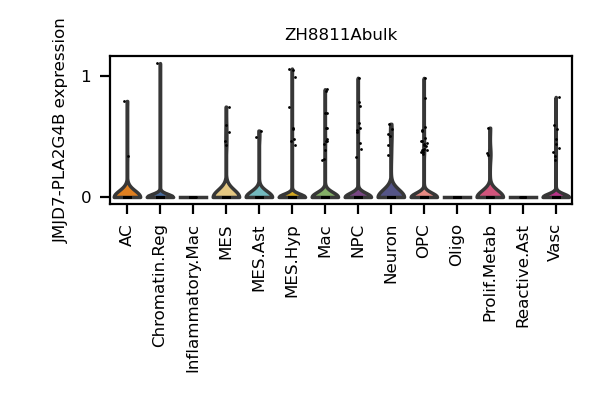 ZH8811Abulk
JMJD7-PLA2G4B expression
1
0
AC
Chromatin.Reg
Inflammatory.Mac
MES
MES.Ast
MES.Hyp
Mac
NPC
Neuron
OPC
Oligo
Prolif.Metab
Reactive.Ast
Vasc